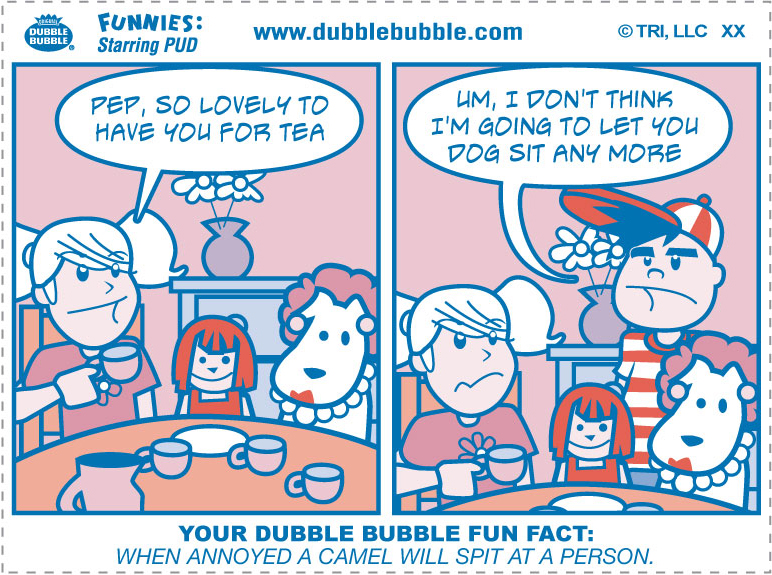 ORIGINAL
DUBBLE
BUBBLE®
FUNNIES:
Starring PUD
www.dubblebubble.com
© TRI, LLC XX
PEP, SO LOVELY TO
HAVE YOU FOR TEA
UM, I DON'T THINK
I'M GOING TO LET YOU
DOG SIT ANY MORE
YOUR DUBBLE BUBBLE FUN FACT:
WHEN ANNOYED A CAMEL WILL SPIT AT A PERSON.